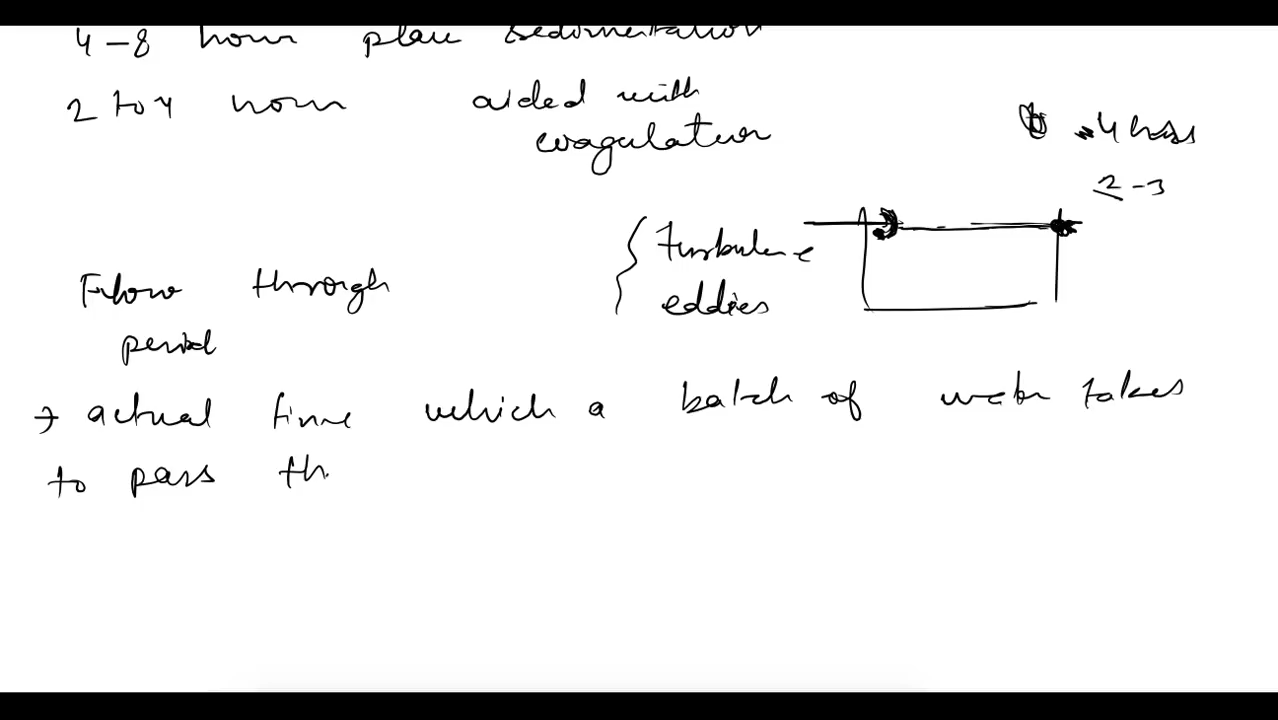 4-8 hour plain sedimentation
2 to 4 hour aided with
coagulation
4 hrs
2-3
{ turbulence
eddies
Flow through
period
→ actual time which a batch of water takes
to pass th